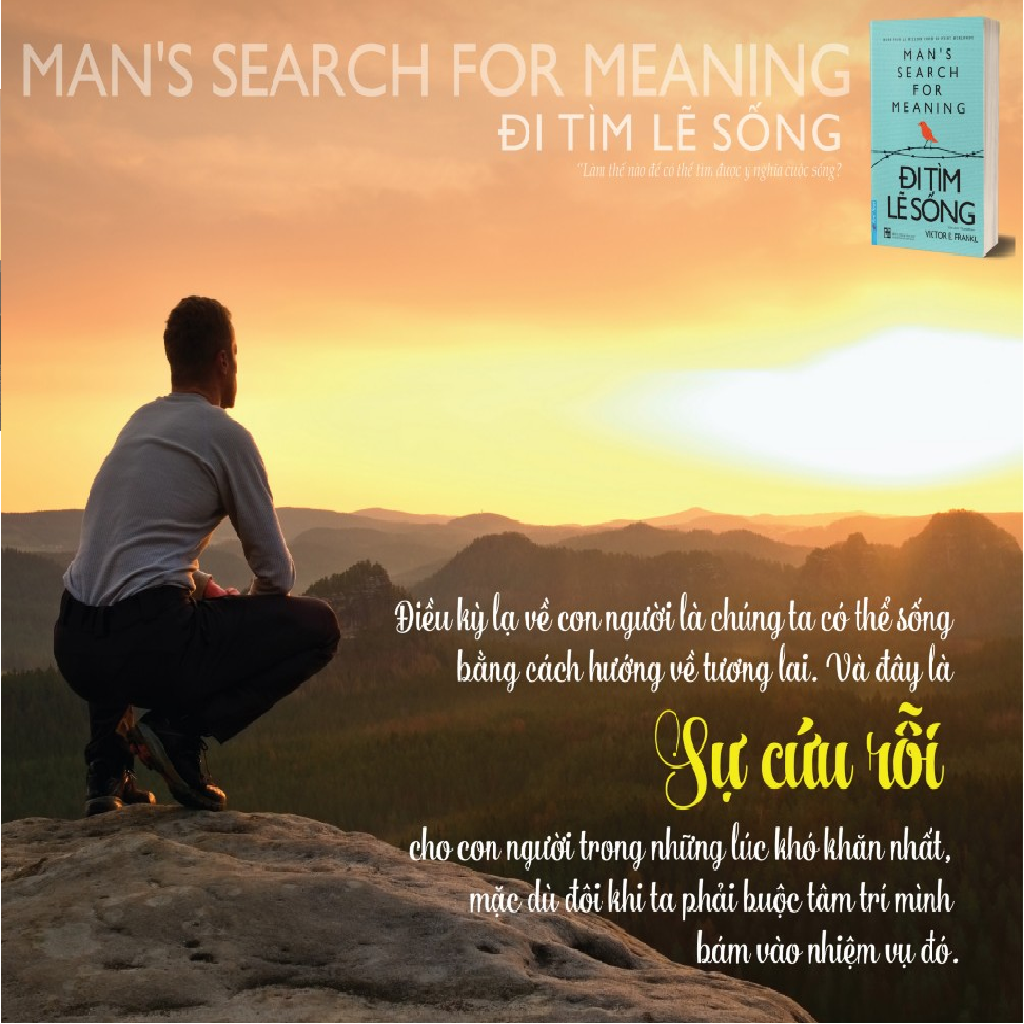 MAN'S SEARCH FOR MEANING
ĐI TÌM LẼ SỐNG
"Làm thế nào để có thể tìm được ý nghĩa cuộc sống?
MAN'S
SEARCH
FOR
MEANING
ĐI TÌM
LẼ SỐNG
VICTOR E. FRANKL
Điều kỳ lạ về con người là chúng ta có thể sống
bằng cách hướng về tương lai. Và đây là
Sự cứu rỗi
cho con người trong những lúc khó khăn nhất,
mặc dù đôi khi ta phải buộc tâm trí mình
bám vào nhiệm vụ đó.